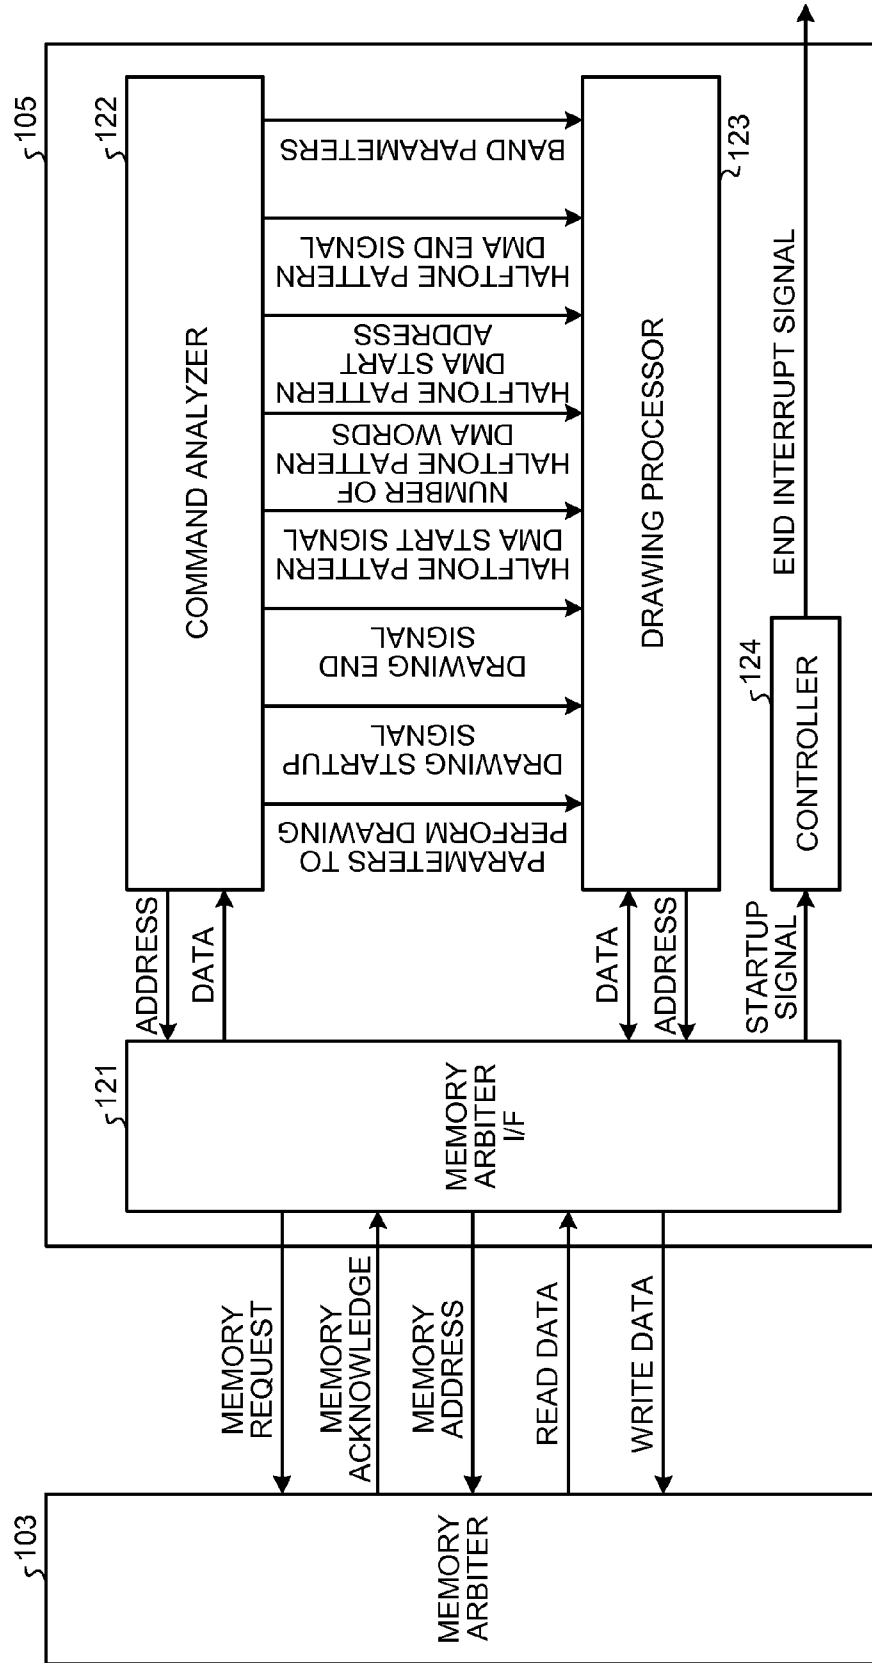 103
MEMORY
ARBITER
MEMORY
REQUEST
MEMORY
ACKNOWLEDGE
MEMORY
ADDRESS
READ DATA
WRITE DATA
105
121
MEMORY
ARBITER
I/F
ADDRESS
DATA
DATA
ADDRESS
STARTUP
SIGNAL
122
COMMAND ANALYZER
PARAMETERS TO
PERFORM DRAWING
DRAWING STARTUP
SIGNAL
DRAWING END
SIGNAL
HALFTONE PATTERN
DMA START SIGNAL
NUMBER OF
HALFTONE PATTERN
DMA WORDS
HALFTONE PATTERN
DMA START
ADDRESS
HALFTONE PATTERN
DMA END SIGNAL
BAND PARAMETERS
DRAWING PROCESSOR
123
124
CONTROLLER
END INTERRUPT SIGNAL